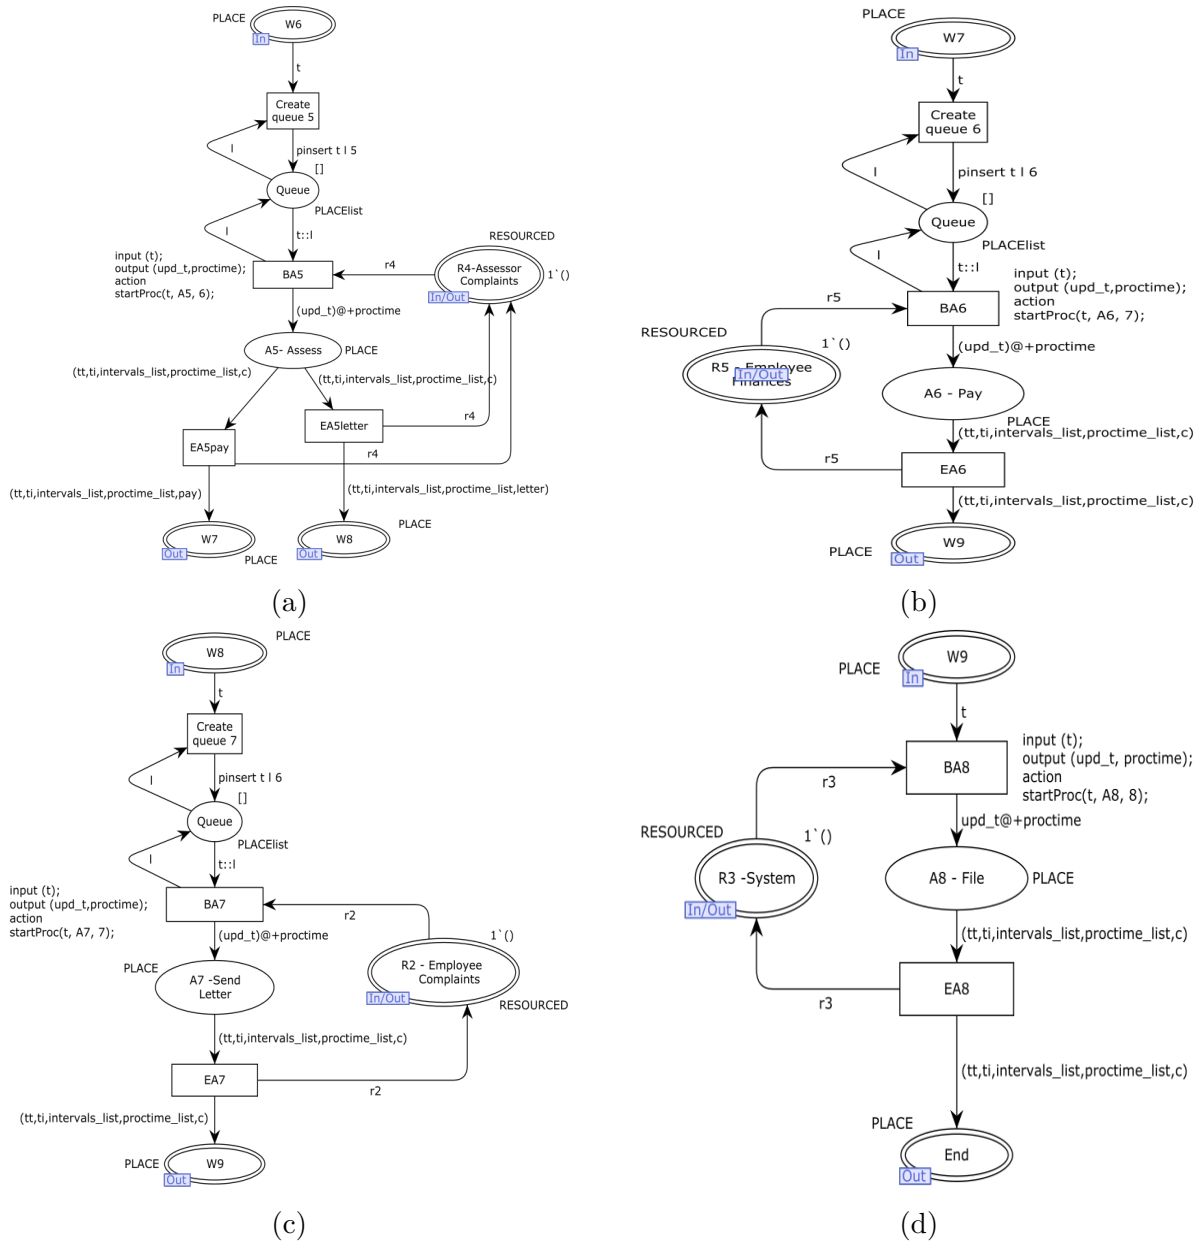 PLACE
W6
In
t
Create
queue 5
l
pinsert t l 5
[]
Queue
PLACElist
l
t::l
RESOURCED
input (t);
output (upd_t,proctime);
action
startProc(t, A5, 6);
BA5
r4
R4-Assessor
Complaints
1`()
In/Out
(upd_t)@+proctime
A5- Assess
PLACE
(tt,ti,intervals_list,proctime_list,c)
(tt,ti,intervals_list,proctime_list,c)
EA5letter
r4
EA5pay
r4
(tt,ti,intervals_list,proctime_list,pay)
(tt,ti,intervals_list,proctime_list,letter)
W7
Out
PLACE
W8
Out
PLACE
(a)
PLACE
W7
In
t
Create
queue 6
l
pinsert t l 6
[]
Queue
PLACElist
l
t::l
input (t);
output (upd_t,proctime);
action
startProc(t, A6, 7);
BA6
r5
RESOURCED
1`()
R5 - Employee
Finances
In/Out
(upd_t)@+proctime
A6 - Pay
PLACE
(tt,ti,intervals_list,proctime_list,c)
r5
EA6
(tt,ti,intervals_list,proctime_list,c)
PLACE
W9
Out
(b)
PLACE
W8
In
t
Create
queue 7
l
pinsert t l 6
[]
Queue
PLACElist
l
t::l
input (t);
output (upd_t,proctime);
action
startProc(t, A7, 7);
BA7
r2
(upd_t)@+proctime
1`()
PLACE
A7 -Send
Letter
R2 - Employee
Complaints
In/Out
RESOURCED
(tt,ti,intervals_list,proctime_list,c)
EA7
r2
(tt,ti,intervals_list,proctime_list,c)
PLACE
W9
Out
(c)
PLACE
W9
In
t
input (t);
output (upd_t, proctime);
action
startProc(t, A8, 8);
BA8
r3
upd_t@+proctime
RESOURCED
1`()
R3 -System
In/Out
A8 - File
PLACE
(tt,ti,intervals_list,proctime_list,c)
EA8
r3
(tt,ti,intervals_list,proctime_list,c)
PLACE
End
Out
(d)